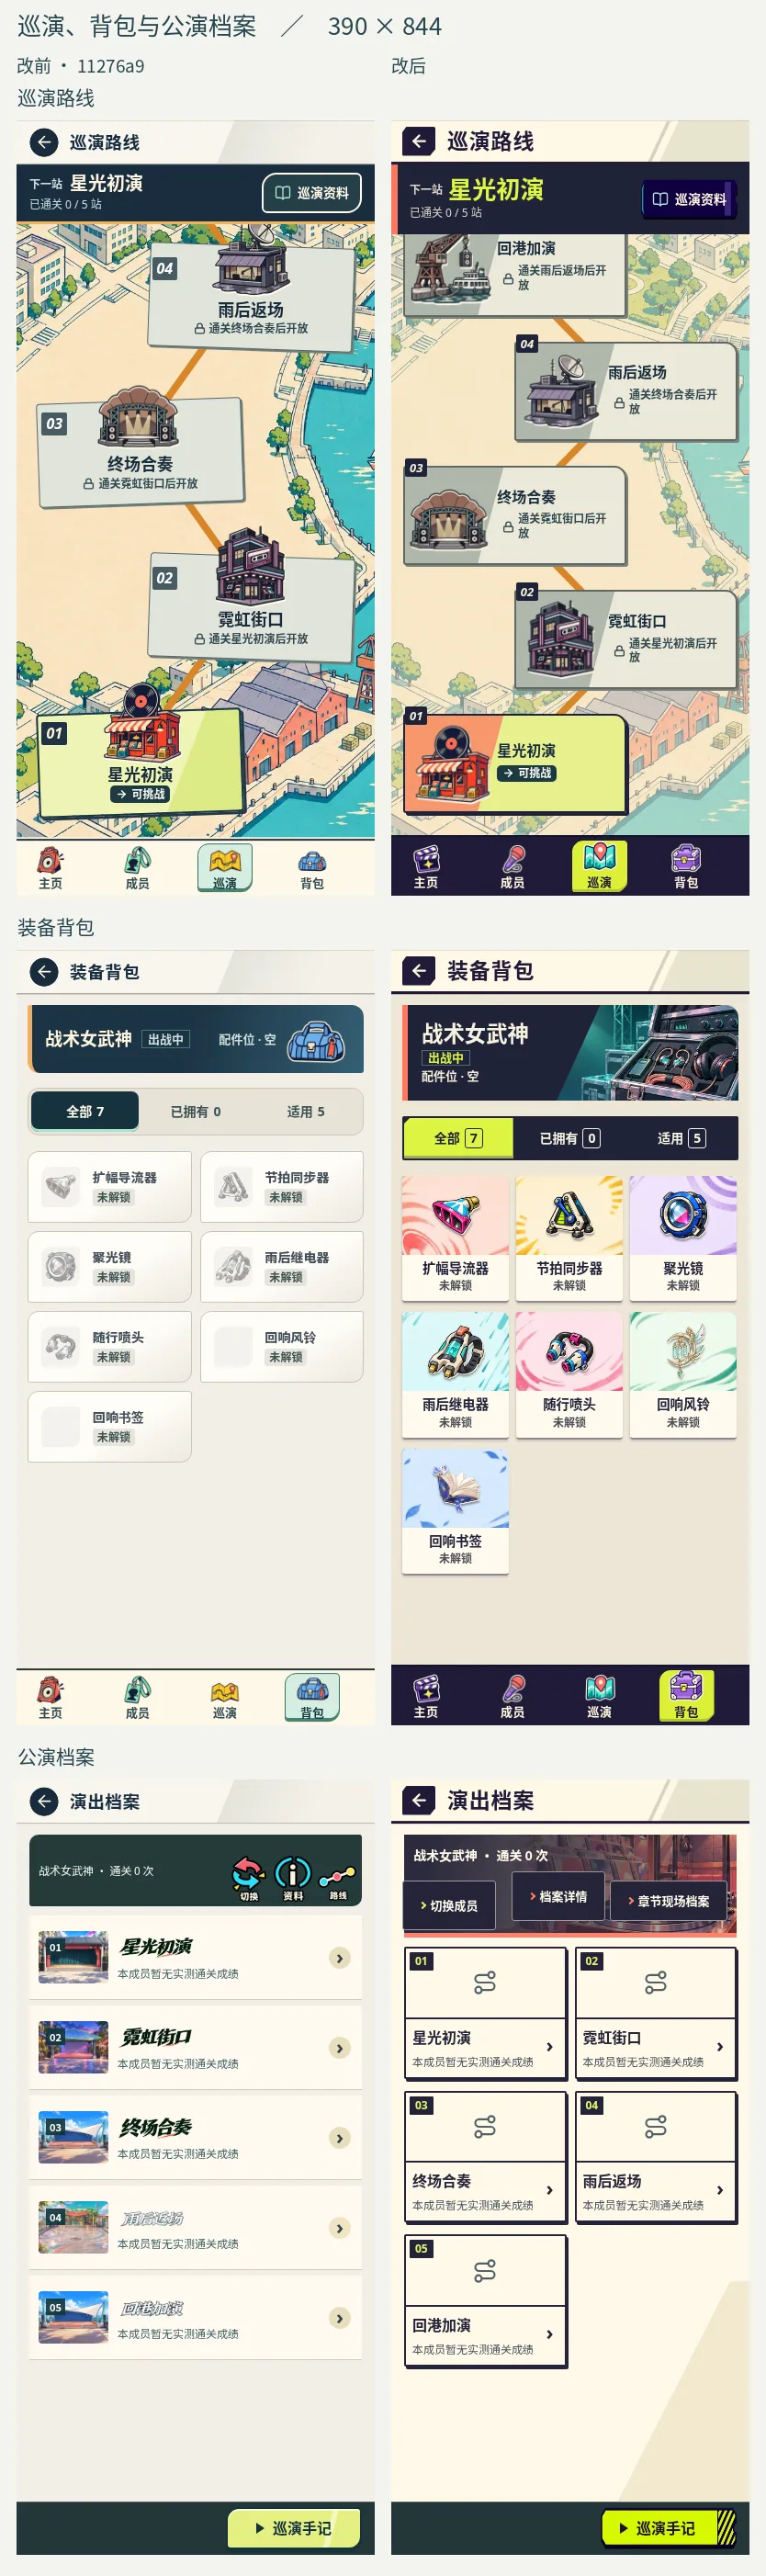 巡演、背包与公演档案 ／ 390 × 844
改前 · 11276a9
改后
巡演路线
巡演路线
下一站 星光初演
已通关 0 / 5 站
巡演资料
04
雨后返场
通关终场合奏后开放
03
终场合奏
通关霓虹街口后开放
02
霓虹街口
通关星光初演后开放
01
星光初演
可挑战
主页
成员
巡演
背包
巡演路线
下一站 星光初演
已通关 0 / 5 站
巡演资料
回港加演
通关雨后返场后开
放
04
雨后返场
通关终场合奏后开
放
03
终场合奏
通关霓虹街口后开
放
02
霓虹街口
通关星光初演后开
放
01
星光初演
可挑战
主页
成员
巡演
背包
装备背包
装备背包
战术女武神 出战中 配件位 · 空
全部 7
已拥有 0
适用 5
扩幅导流器
未解锁
节拍同步器
未解锁
聚光镜
未解锁
雨后继电器
未解锁
随行喷头
未解锁
回响风铃
未解锁
回响书签
未解锁
主页
成员
巡演
背包
装备背包
战术女武神
出战中
配件位 · 空
全部 7
已拥有 0
适用 5
扩幅导流器
未解锁
节拍同步器
未解锁
聚光镜
未解锁
雨后继电器
未解锁
随行喷头
未解锁
回响风铃
未解锁
回响书签
未解锁
主页
成员
巡演
背包
公演档案
演出档案
战术女武神 · 通关 0 次
切换
资料
路线
01
星光初演
本成员暂无实测通关成绩
02
霓虹街口
本成员暂无实测通关成绩
03
终场合奏
本成员暂无实测通关成绩
04
雨后返场
本成员暂无实测通关成绩
05
回港加演
本成员暂无实测通关成绩
巡演手记
演出档案
战术女武神 · 通关 0 次
切换成员
档案详情
章节现场档案
01
星光初演
本成员暂无实测通关成绩
02
霓虹街口
本成员暂无实测通关成绩
03
终场合奏
本成员暂无实测通关成绩
04
雨后返场
本成员暂无实测通关成绩
05
回港加演
本成员暂无实测通关成绩
巡演手记